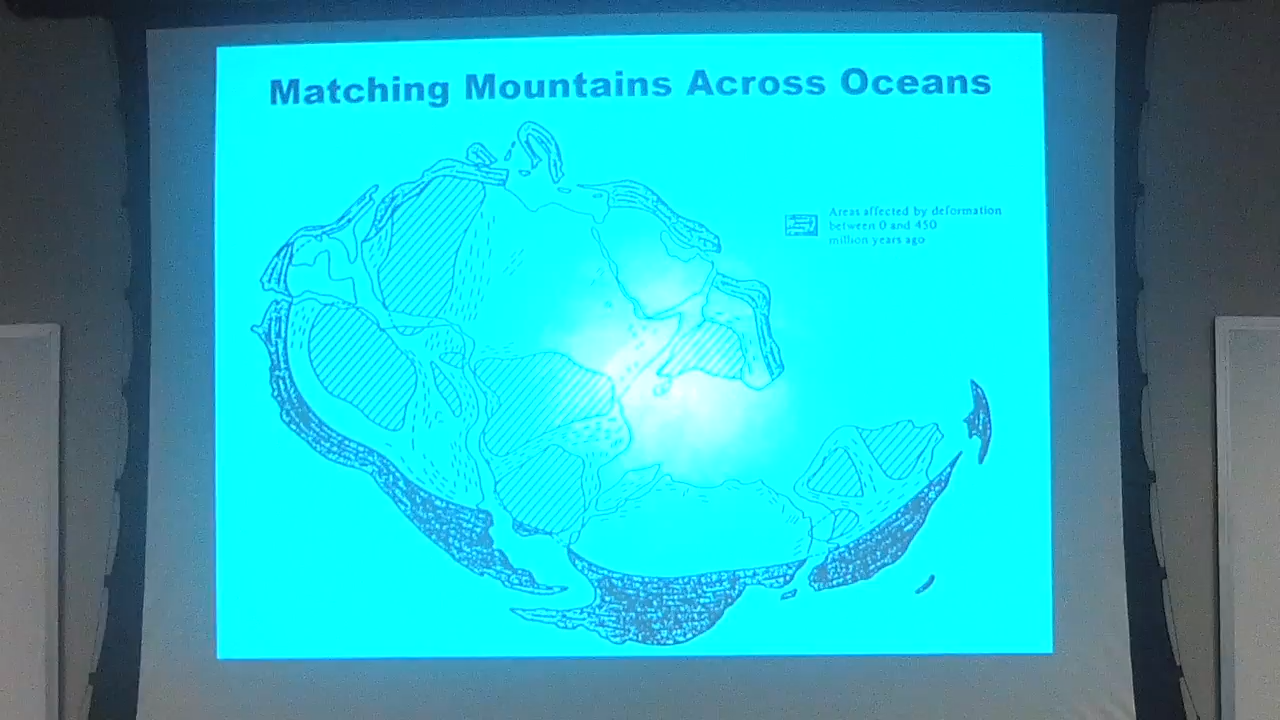 Matching Mountains Across Oceans
Areas affected by deformation
between 0 and 450
million years ago